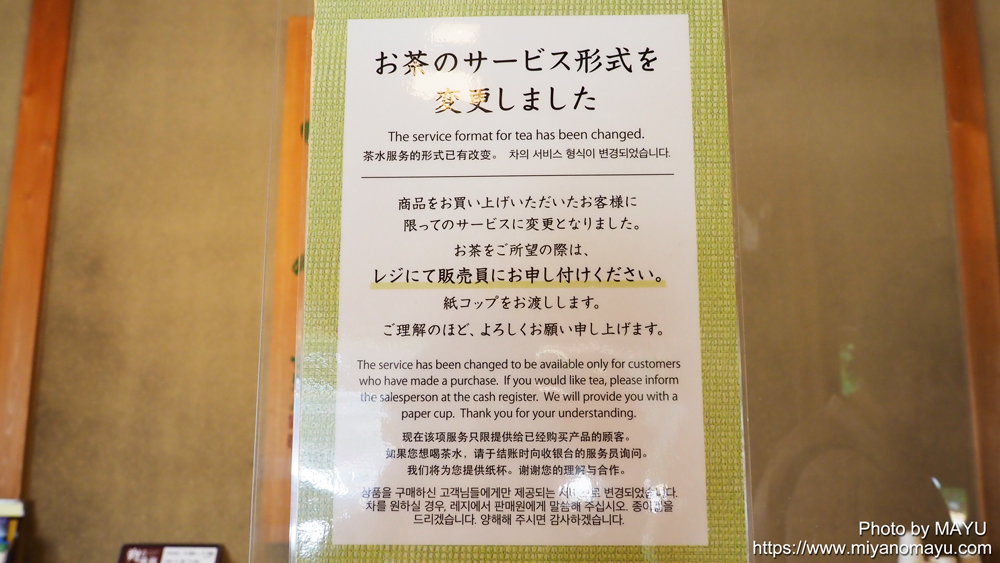 お茶のサービス形式を
変更しました
The service format for tea has been changed.
茶水服务的形式已有改变。 차의 서비스 형식이 변경되었습니다.
商品をお買い上げいただいたお客様に
限ってのサービスに変更となりました。
お茶をご所望の際は、
レジにて販売員にお申し付けください。
紙コップをお渡しします。
ご理解のほど、よろしくお願い申し上げます。
The service has been changed to be available only for customers
who have made a purchase. If you would like tea, please inform
the salesperson at the cash register. We will provide you with a
paper cup. Thank you for your understanding.
现在该项服务只限提供给已经购买产品的顾客。
如果您想喝茶水，请于结账时向收银台的服务员询问。
我们将为您提供纸杯。谢谢您的理解与合作。
상품을 구매하신 고객님들에게만 제공되는 서비스로 변경되었습니다.
차를 원하실 경우, 레지에서 판매원에게 말씀해 주십시오. 종이컵을
드리겠습니다. 양해해 주시면 감사하겠습니다.
Photo by MAYU
https://www.miyanomayu.com